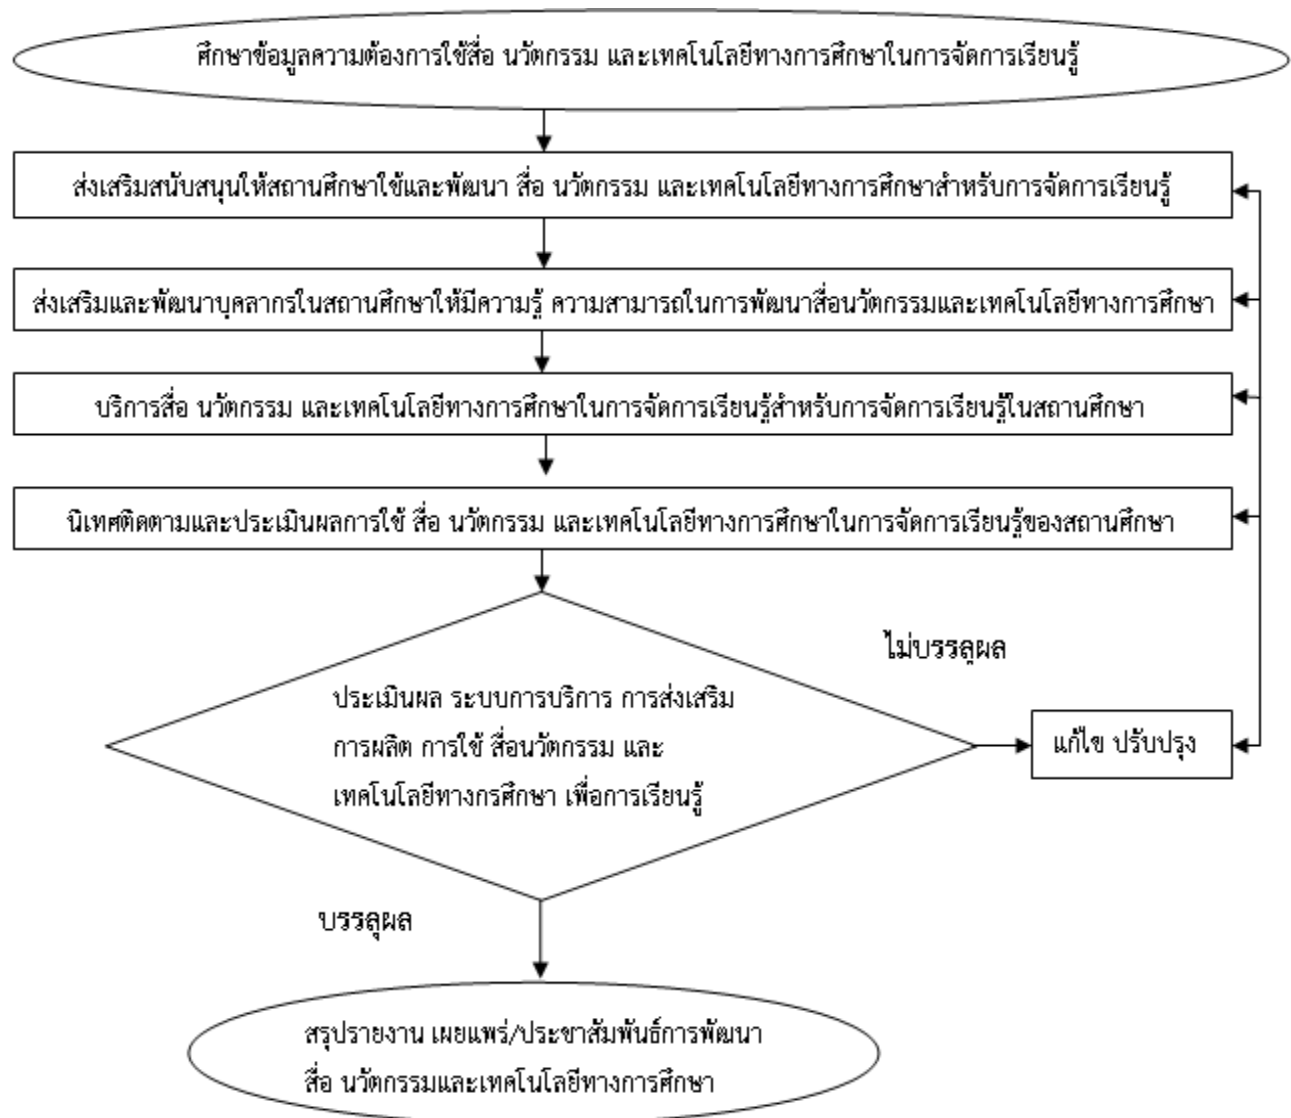 ศึกษาข้อมูลความต้องการใช้สื่อ นวัตกรรม และเทคโนโลยีทางการศึกษาในการจัดการเรียนรู้
ส่งเสริมสนับสนุนให้สถานศึกษาใช้และพัฒนา สื่อ นวัตกรรม และเทคโนโลยีทางการศึกษาสำหรับการจัดการเรียนรู้
ส่งเสริมและพัฒนาบุคลากรในสถานศึกษาให้มีความรู้ ความสามารถในการพัฒนาสื่อนวัตกรรมและเทคโนโลยีทางการศึกษา
บริการสื่อ นวัตกรรม และเทคโนโลยีทางการศึกษาในการจัดการเรียนรู้สำหรับการจัดการเรียนรู้ในสถานศึกษา
นิเทศติดตามและประเมินผลการใช้ สื่อ นวัตกรรม และเทคโนโลยีทางการศึกษาในการจัดการเรียนรู้ของสถานศึกษา
ไม่บรรลุผล
ประเมินผล ระบบการบริการ การส่งเสริม
การผลิต การใช้ สื่อนวัตกรรม และ
เทคโนโลยีทางกรศึกษา เพื่อการเรียนรู้
แก้ไข ปรับปรุง
บรรลุผล
สรุปรายงาน เผยแพร่/ประชาสัมพันธ์การพัฒนา
สื่อ นวัตกรรมและเทคโนโลยีทางการศึกษา